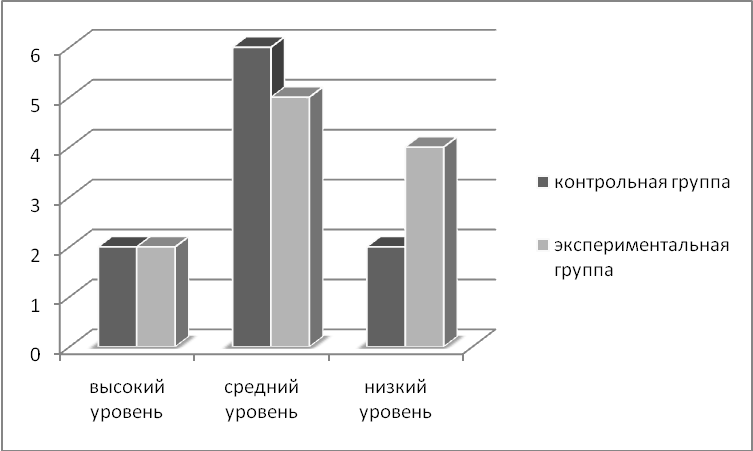 6
5
4
3
2
1
0
высокий
уровень
средний
уровень
низкий
уровень
контрольная группа
экспериментальная
группа